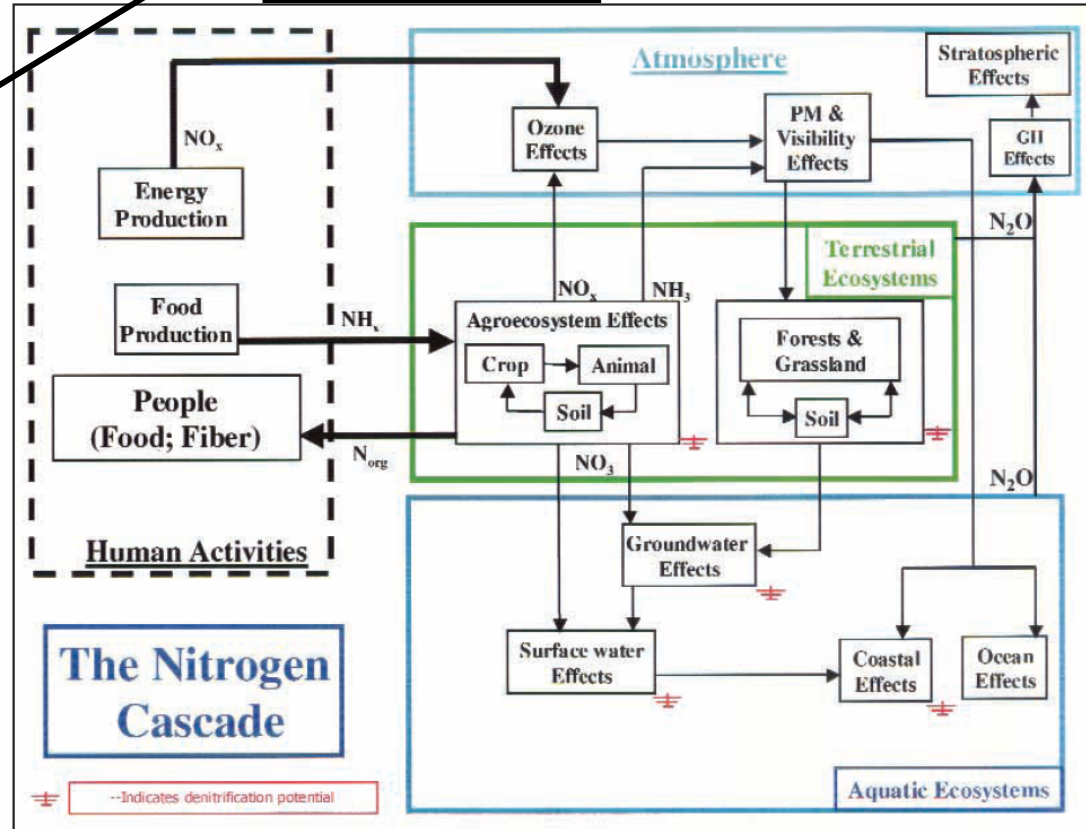 Atmosphere
Stratospheric
Effects
NOx
Ozone
Effects
PM &
Visibility
Effects
GH
Effects
Energy
Production
N2O
Terrestrial
Ecosystems
Food
Production
NHx
NOx
NH3
Agroecosystem Effects
Crop
Animal
Soil
Forests &
Grassland
Soil
People
(Food; Fiber)
Norg
NO3
N2O
Human Activities
Groundwater
Effects
The Nitrogen
Cascade
Surface water
Effects
Coastal
Effects
Ocean
Effects
--Indicates denitrification potential
Aquatic Ecosystems